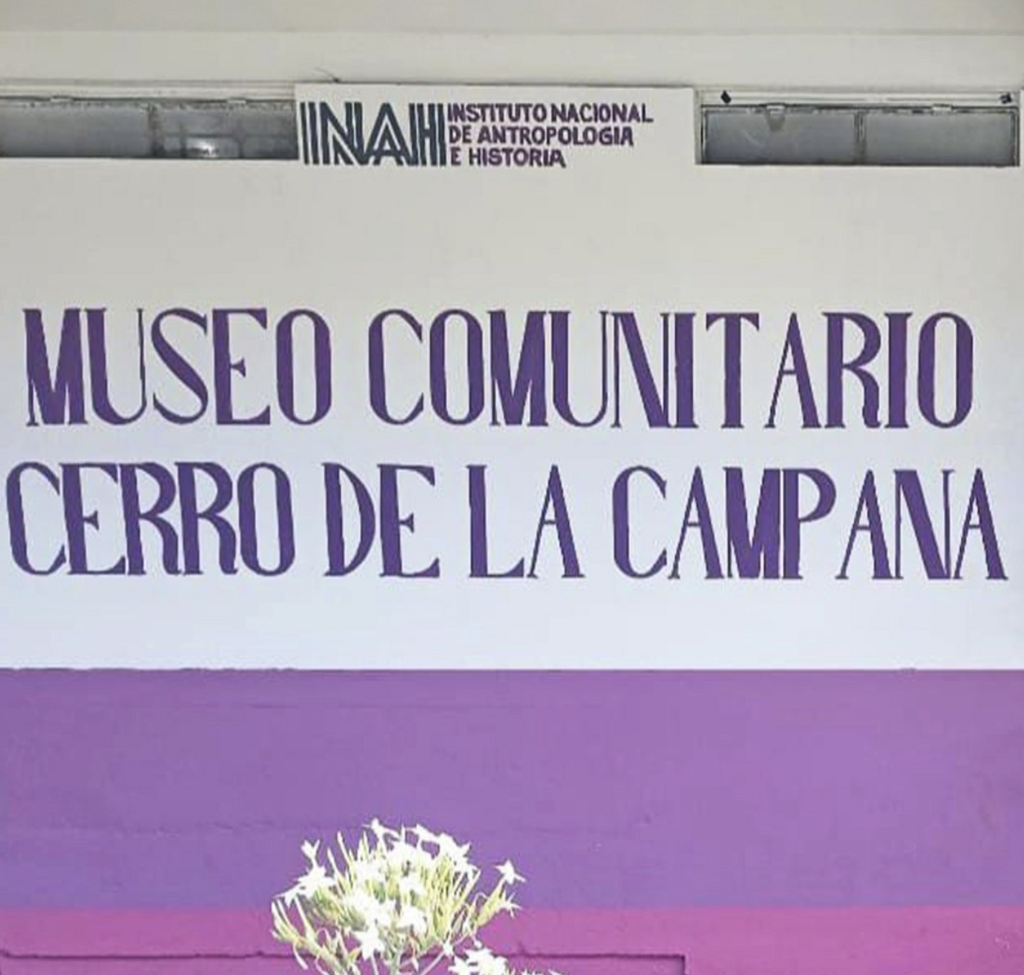 INAH INSTITUTO NACIONAL
DE ANTROPOLOGIA
E HISTORIA
MUSEO COMUNITARIO
CERRO DE LA CAMPANA